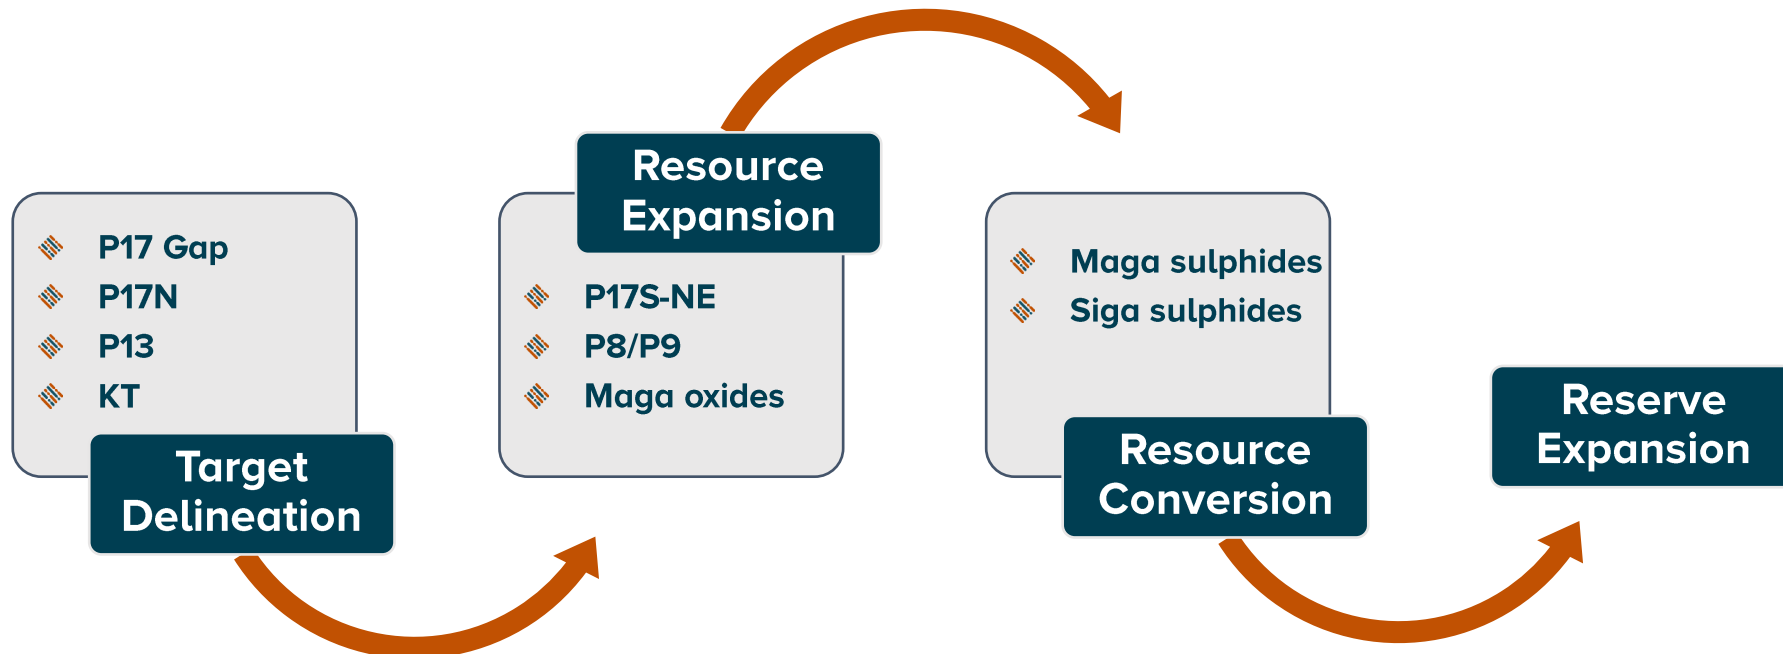 P17 Gap
P17N
P13
KT
Target
Delineation
Resource
Expansion
P17S-NE
P8/P9
Maga oxides
Maga sulphides
Siga sulphides
Resource
Conversion
Reserve
Expansion